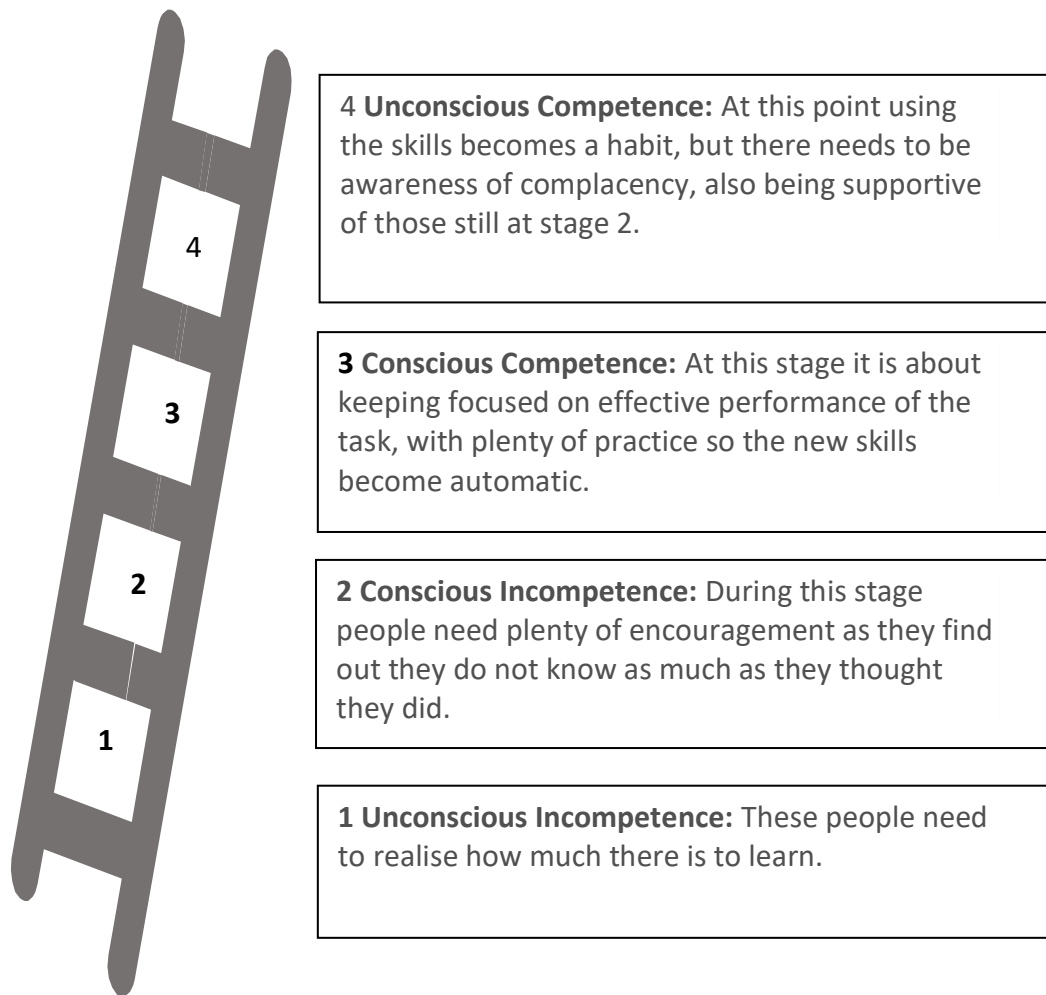 4 Unconscious Competence: At this point using
the skills becomes a habit, but there needs to be
awareness of complacency, also being supportive
of those still at stage 2.
4
3 Conscious Competence: At this stage it is about
keeping focused on effective performance of the
task, with plenty of practice so the new skills
become automatic.
3
2 Conscious Incompetence: During this stage
people need plenty of encouragement as they find
out they do not know as much as they thought
they did.
2
1 Unconscious Incompetence: These people need
to realise how much there is to learn.
1